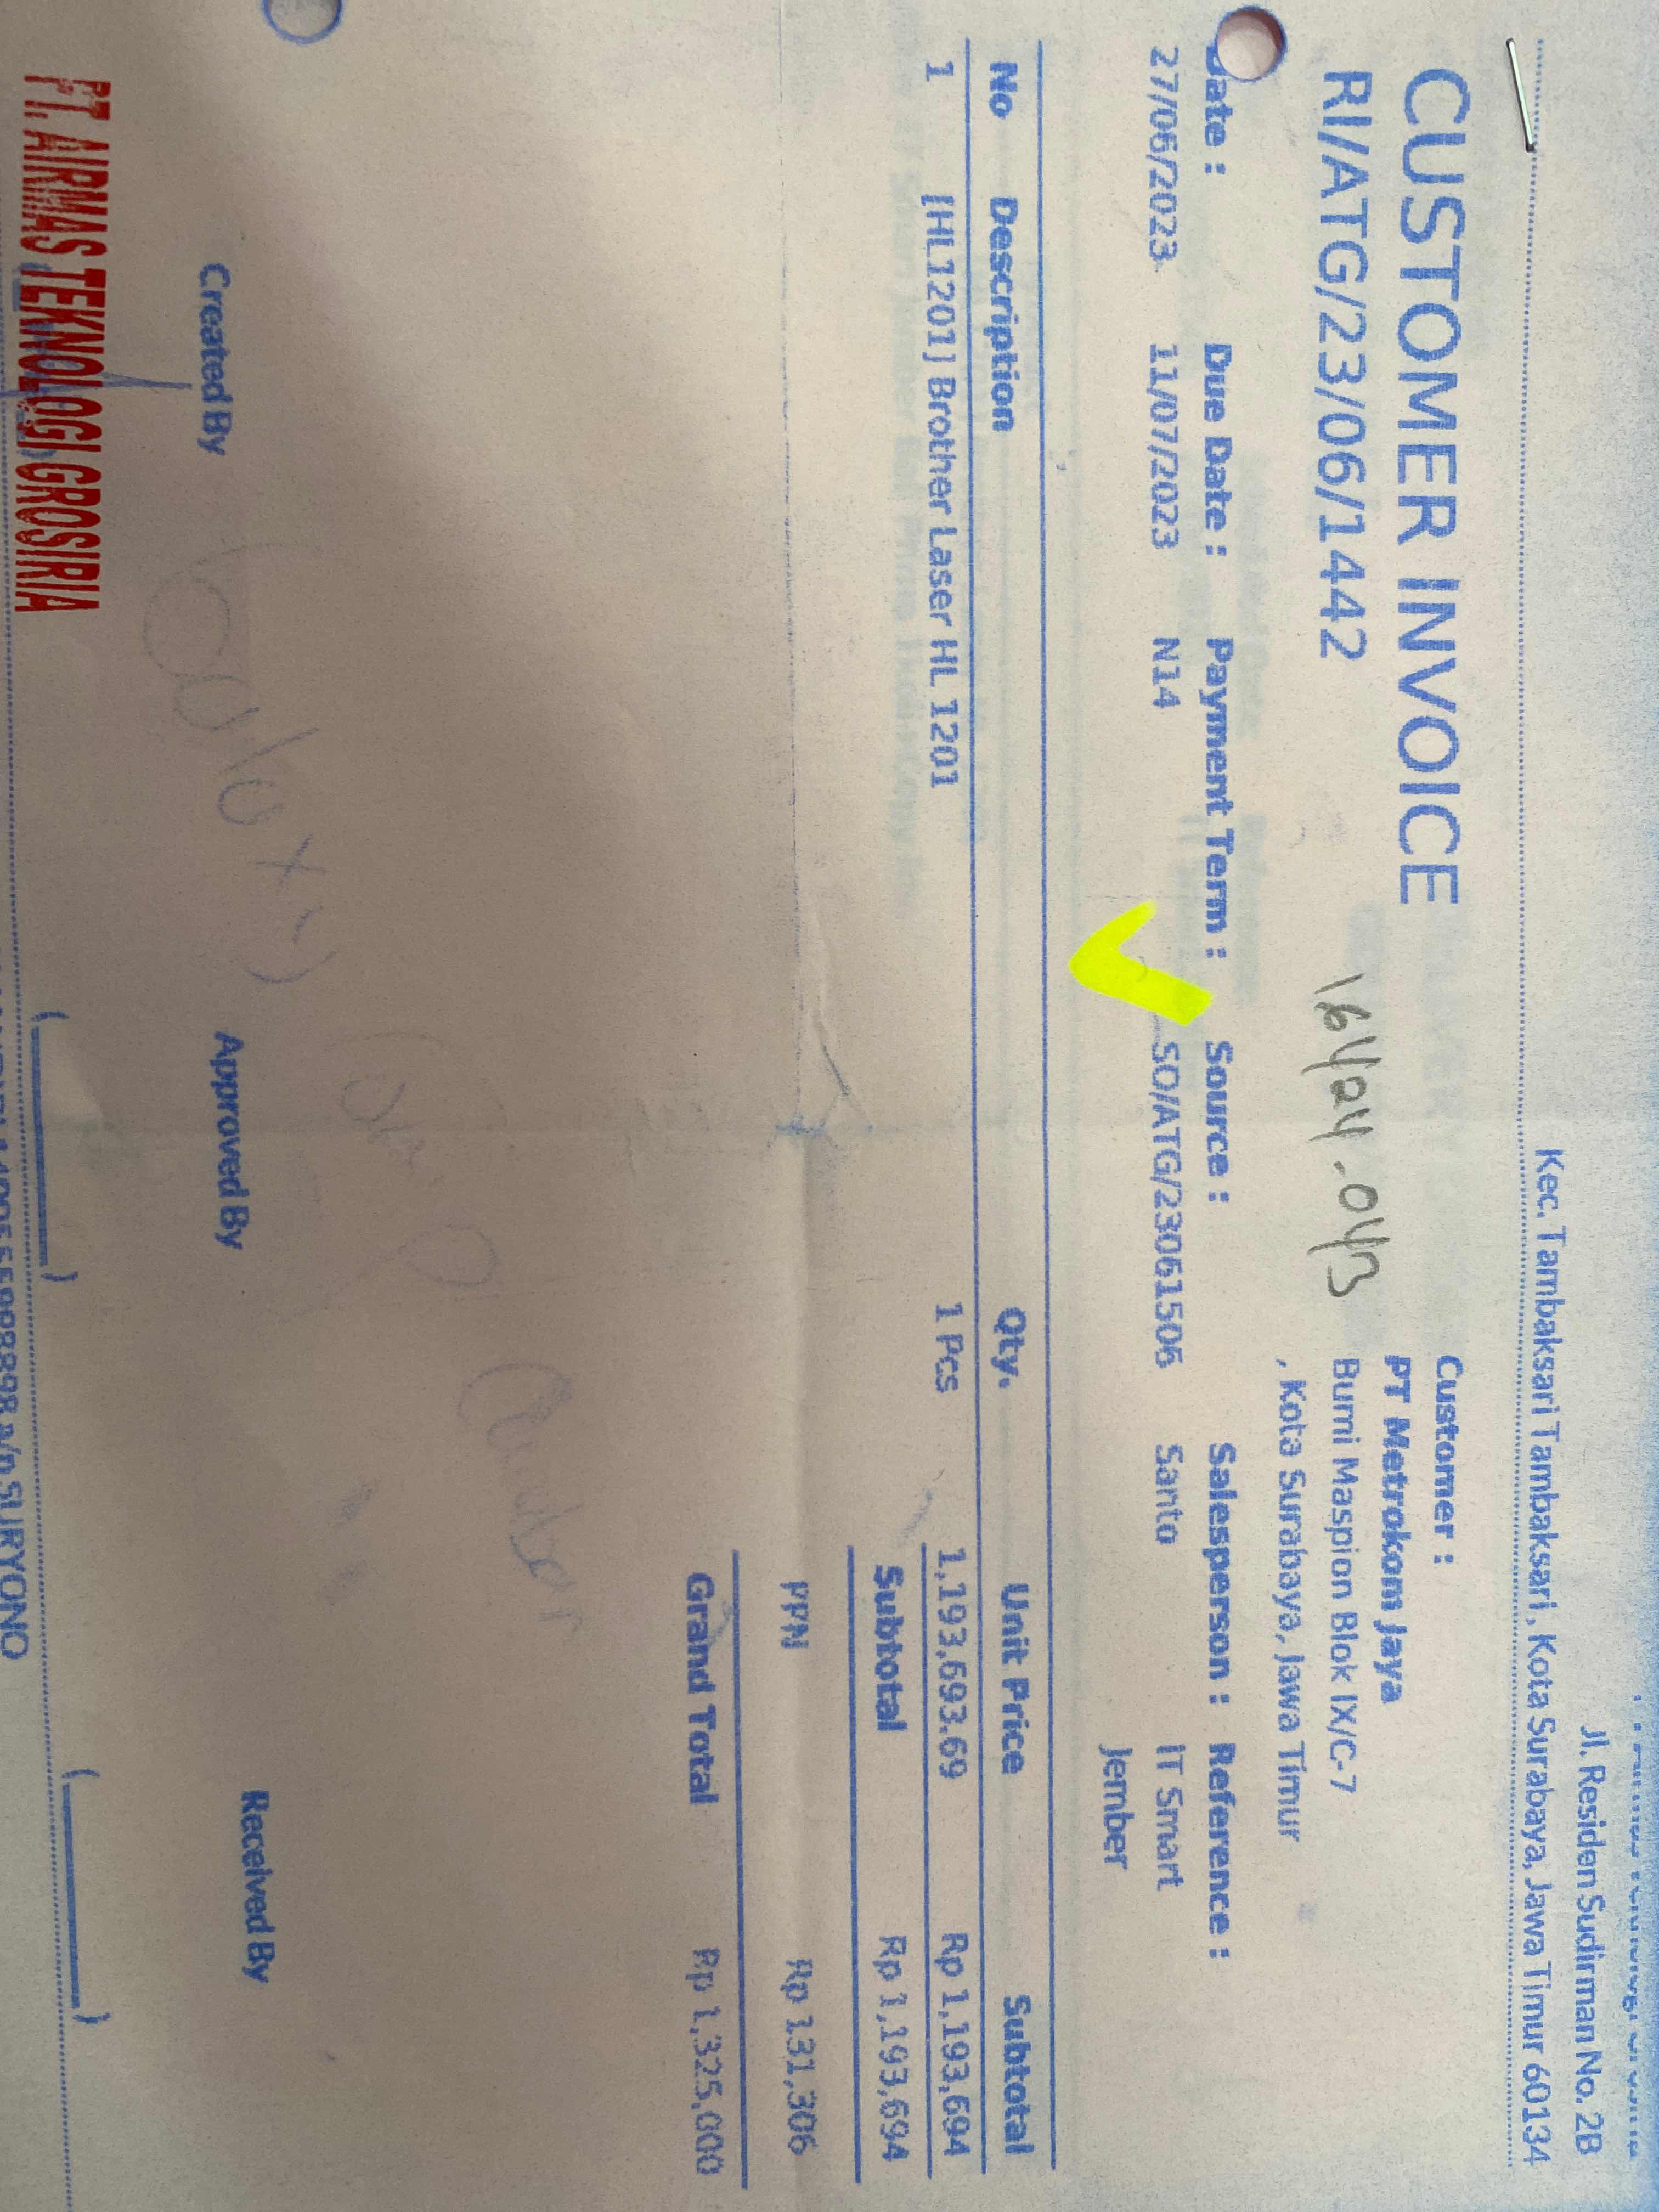 Jl. Residen Sudirman No. 2B
Kec. Tambaksari Tambaksari, Kota Surabaya, Jawa Timur 60134
CUSTOMER INVOICE
RI/ATG/23/06/1442
Customer :
PT Metrokom Jaya
Bumi Maspion Blok IX/C-7
, Kota Surabaya, Jawa Timur
Date : Due Date : Payment Term : Source : Salesperson : Reference :
27/06/2023 11/07/2023 N14 SO/ATG/23061506 Santo IT Smart
Jember
No Description Qty. Unit Price Subtotal
1 [HL1201] Brother Laser HL 1201 1 Pcs 1,193,693.69 Rp 1,193,694
Subtotal Rp 1,193,694
PPN Rp 131,306
Grand Total Rp 1,325,000
Created By Approved By Received By
PT. AIRMAS TEKNOLOGI GROSIRIA
( ) ( )
a/n SURYONO